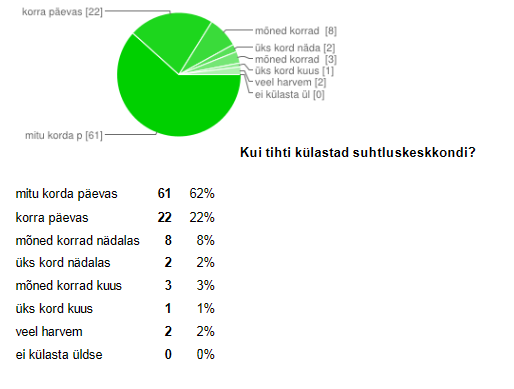 korra päevas [22]
mõned korrad [8]
üks kord näda [2]
mõned korrad [3]
üks kord kuus [1]
veel harvem [2]
ei külasta ül [0]
mitu korda p [61]
Kui tihti külastad suhtluskeskkondi?
mitu korda päevas 61 62%
korra päevas 22 22%
mõned korrad nädalas 8 8%
üks kord nädalas 2 2%
mõned korrad kuus 3 3%
üks kord kuus 1 1%
veel harvem 2 2%
ei külasta üldse 0 0%